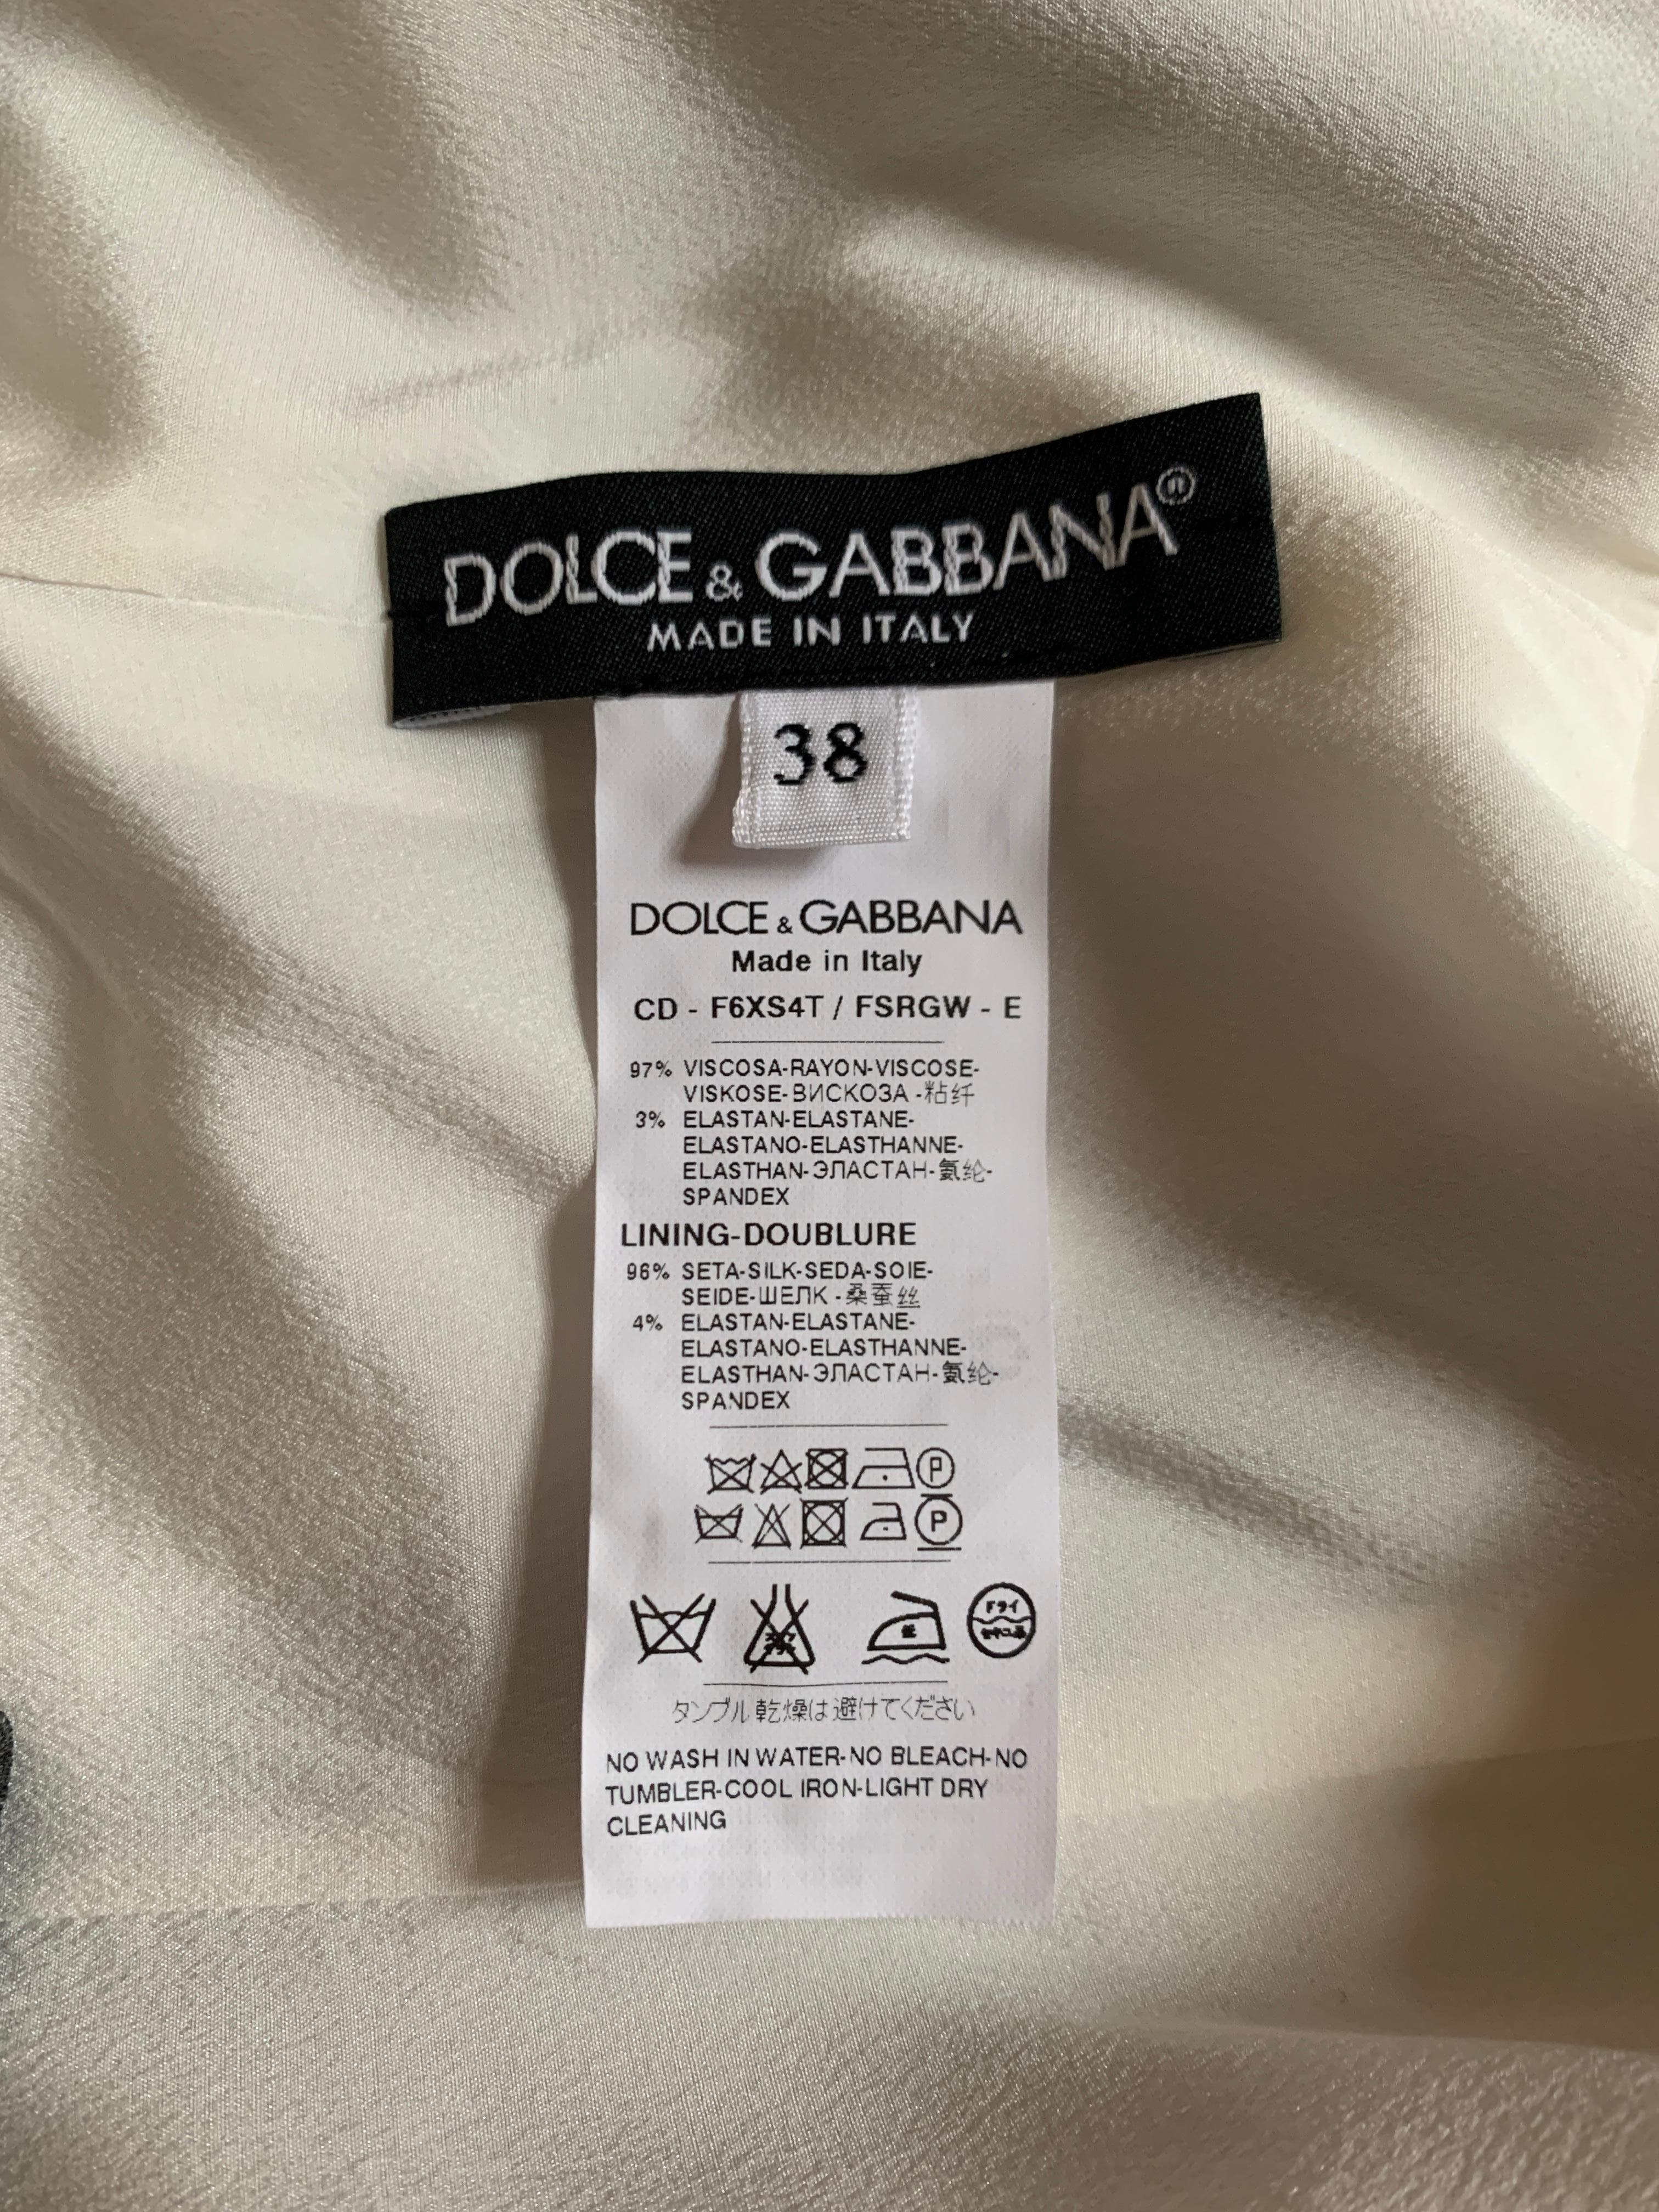 DOLCE & GABBANA®
MADE IN ITALY
38
DOLCE & GABBANA
Made in Italy
CD - F6XS4T / FSRGW - E
97% VISCOSA-RAYON-VISCOSE-
VISKOSE-ВИСКОЗА -粘纤
3% ELASTAN-ELASTANE-
ELASTANO-ELASTHANNE-
ELASTHAN-ЭЛАСТАН-氨纶-
SPANDEX
LINING-DOUBLURE
96% SETA-SILK-SEDA-SOIE-
SEIDE-ШЕЛК -桑蚕丝
4% ELASTAN-ELASTANE-
ELASTANO-ELASTHANNE-
ELASTHAN-ЭЛАСТАН-氨纶-
SPANDEX
P
P
低 ドライ
タンブル乾燥は避けてください
NO WASH IN WATER-NO BLEACH-NO
TUMBLER-COOL IRON-LIGHT DRY
CLEANING